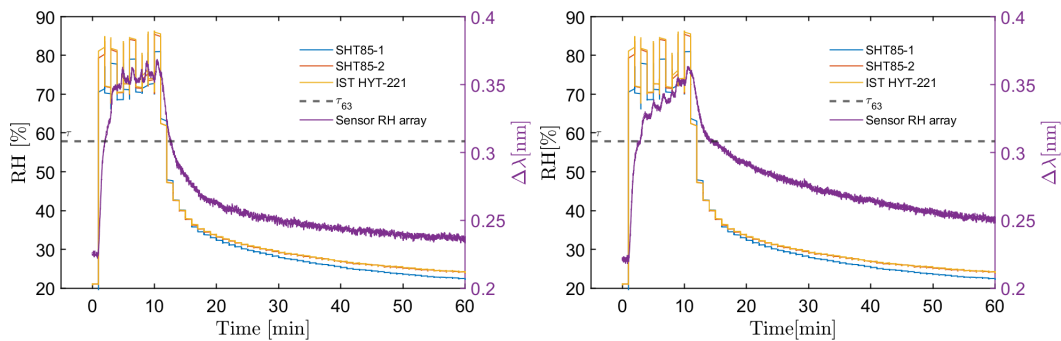 90
80
70
60
50
40
30
20
RH [%]
τ
0
10
20
30
40
50
60
Time [min]
0.4
0.35
0.3
0.25
0.2
Δλ[nm]
SHT85-1
SHT85-2
IST HYT-221
τ63
Sensor RH array
90
80
70
60
50
40
30
20
RH[%]
τ
0
10
20
30
40
50
60
Time[min]
0.4
0.35
0.3
0.25
0.2
Δλ[nm]
SHT85-1
SHT85-2
IST HYT-221
τ63
Sensor RH array